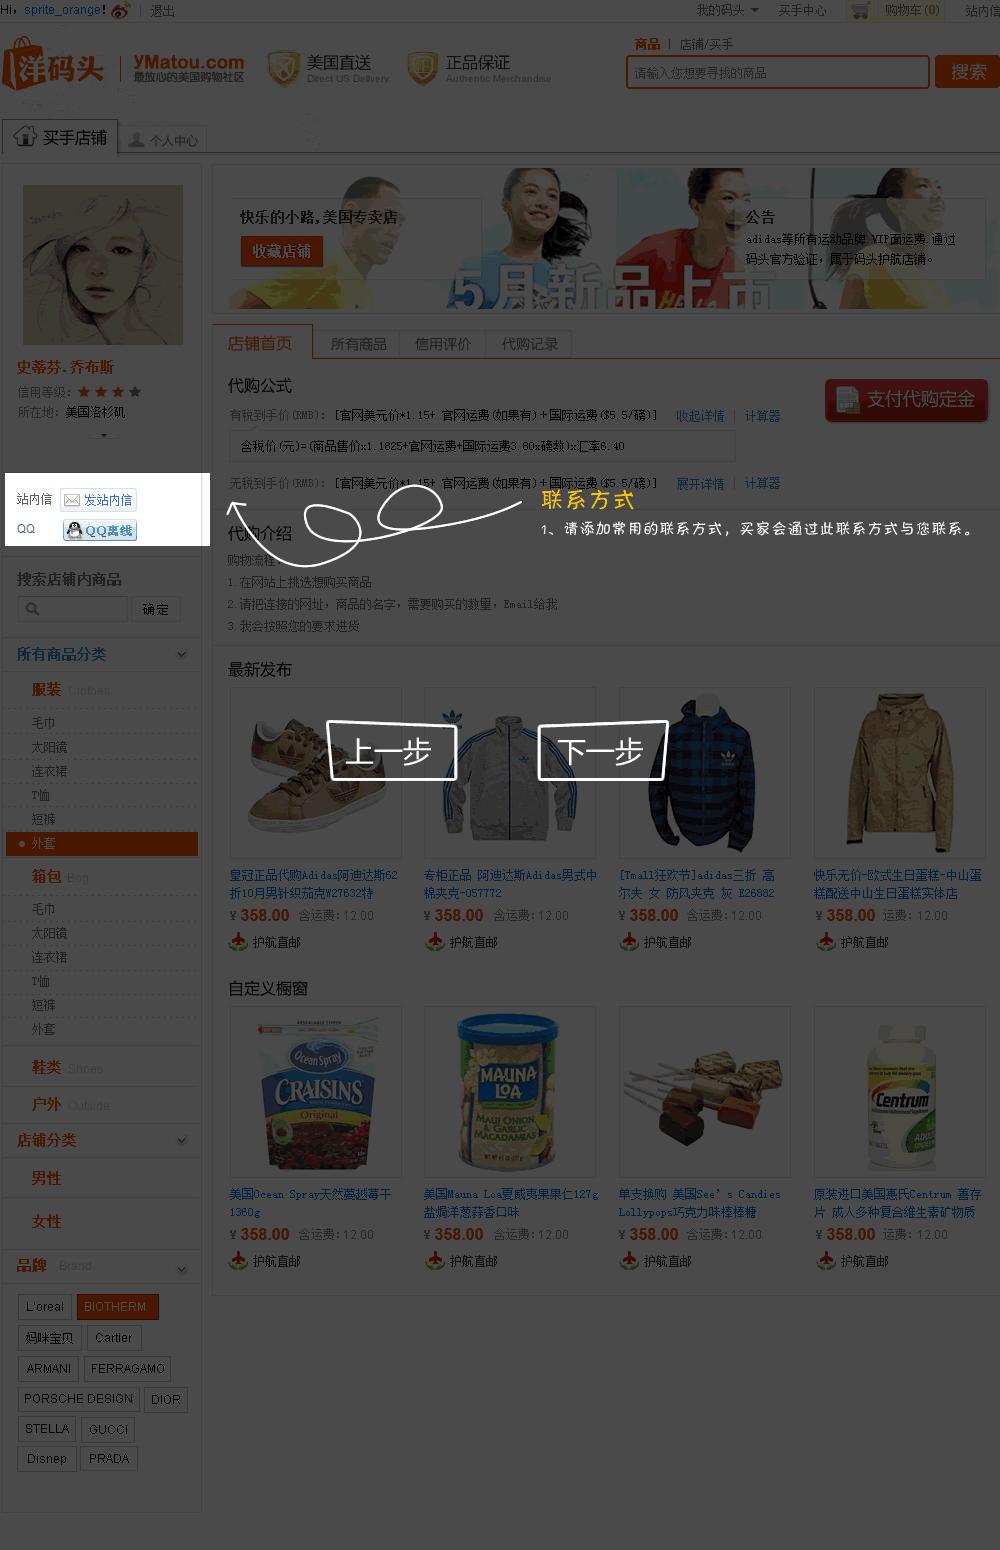 Hi，sprite_orange! 退出 我的码头 买手中心 购物车(0) 站内信
洋码头 YMatou.com 最放心的美国购物社区
美国直送 US Direct US Delivery
正品保证 Authentic Merchandise
商品 | 店铺/买手
请输入您想要寻找的商品 搜索
买手店铺 个人中心
快乐的小路,美国专卖店
收藏店铺
公告
adidas等所有运动品牌 VIP面运费.通过
码头官方验证，属于码头护航店铺。
5月新品上市
史蒂芬.乔布斯
信用等级：
所在地：美国洛杉矶
站内信 发站内信
QQ QQ离线
店铺首页 所有商品 信用评价 代购记录
代购公式
有税到手价(RMB)：[官网美元价*1.15+ 官网运费(如果有)+国际运费($5.5/磅)] 收起详情 | 计算器
含税价(元)=(商品售价x1.1825+官网运费+国际运费3.80x磅数)x汇率6.40
无税到手价(RMB)：[官网美元价*1.15+ 官网运费(如果有)+国际运费($5.5/磅)] 展开详情 | 计算器
支付代购定金
联系方式
1、请添加常用的联系方式，买家会通过此联系方式与您联系。
代购介绍
购物流程
1.在网站上挑选想购买商品
2.请把连接的网址，商品的名字，需要购买的数量，Email给我
3.我会按照您的要求进货
搜索店铺内商品
确定
所有商品分类
服装 Clothes
毛巾
太阳镜
连衣裙
T恤
短裤
外套
箱包 Bag
毛巾
太阳镜
连衣裙
T恤
短裤
外套
鞋类 Shoes
户外 Outside
店铺分类
男性
女性
品牌 Brand
L'oreal BIOTHERM
妈咪宝贝 Cartier
ARMANI FERRAGAMO
PORSCHE DESIGN DIOR
STELLA GUCCI
Disnep PRADA
最新发布
上一步 下一步
皇冠正品代购Adidas阿迪达斯62
折10月男针织茄克W27632特
¥ 358.00 含运费：12.00
护航直邮
专柜正品 阿迪达斯Adidas男式中
棉夹克-057772
¥ 358.00 含运费：12.00
护航直邮
[Tmall狂欢节]adidas三折 高
尔夫 女 防风夹克 灰 E26882
¥ 358.00 含运费：12.00
护航直邮
快乐无价-欧式生日蛋糕-中山蛋
糕配送中山生日蛋糕实体店
¥ 358.00 运费：12.00
护航直邮
自定义橱窗
Ocean Spray
CRAISINS
Original
MAUNA LOA
MAUI ONION & GARLIC MACADAMIAS
Centrum
美国Ocean Spray天然蔓越莓干
1360g
¥ 358.00 含运费：12.00
护航直邮
美国Mauna Loa夏威夷果果仁127g
盐焗洋葱蒜香口味
¥ 358.00 含运费：12.00
护航直邮
单支换购 美国See’s Candies
Lollypops巧克力味棒棒糖
¥ 358.00 含运费：12.00
护航直邮
原装进口美国惠氏Centrum 善存
片 成人多种复合维生素矿物质
¥ 358.00 运费：12.00
护航直邮